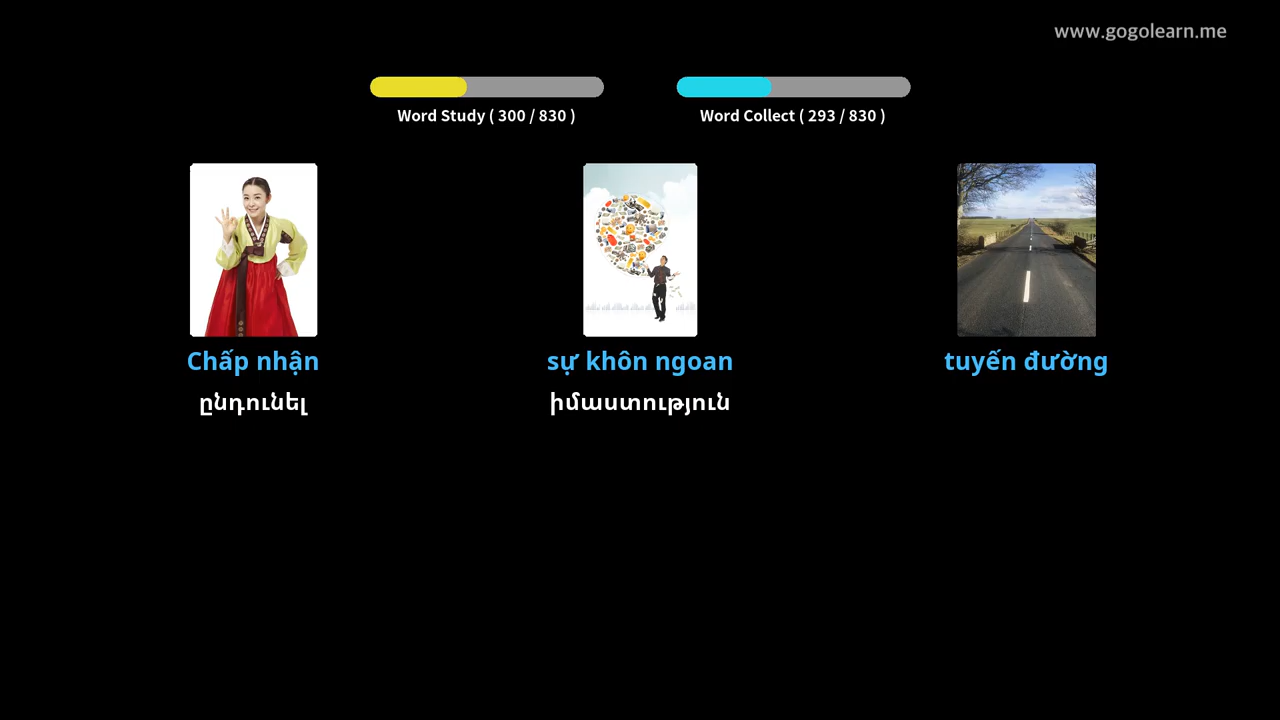 www.gogolearn.me
Word Study ( 300 / 830 )
Word Collect ( 293 / 830 )
Chấp nhận
ընդունել
sự khôn ngoan
իմաստություն
tuyến đường